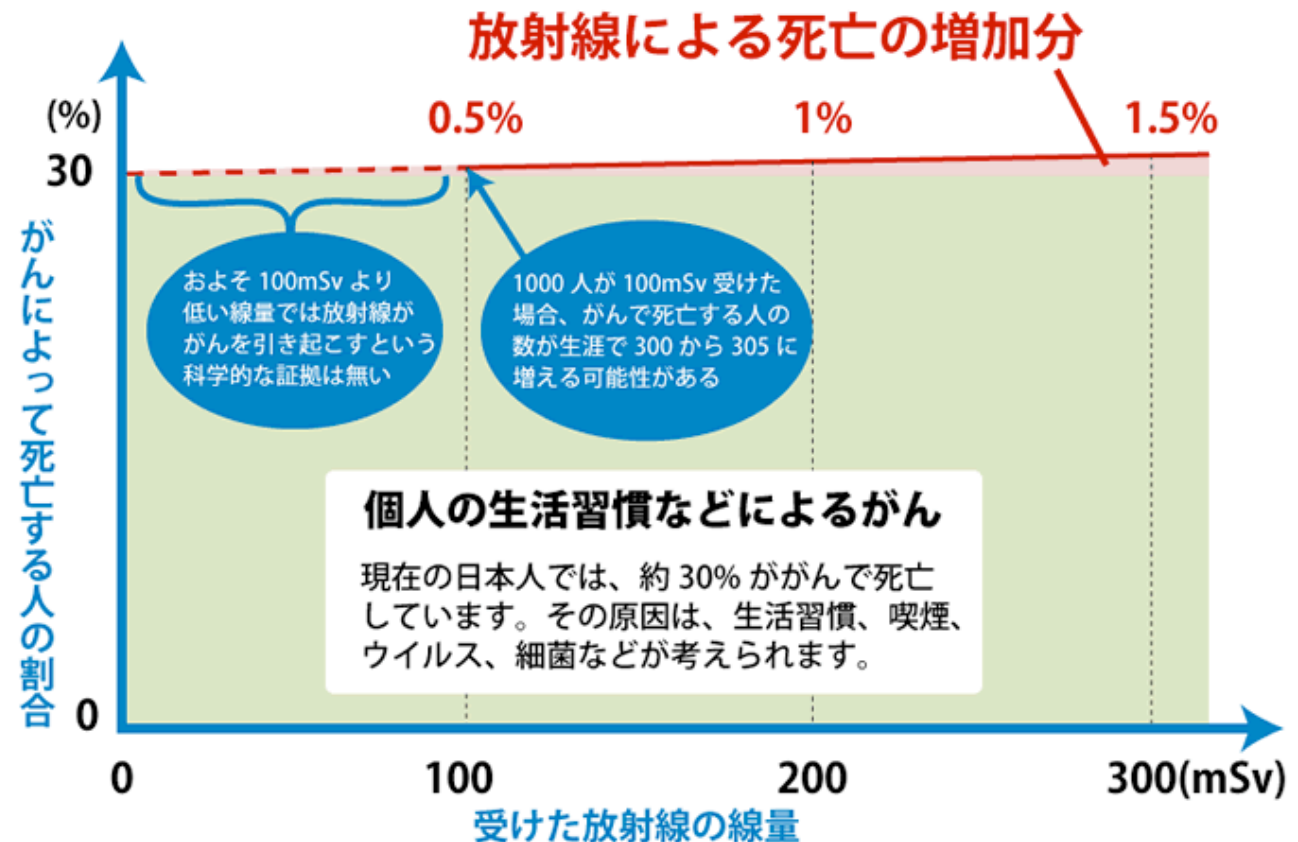 放射線による死亡の増加分
(%)
0.5%
1%
1.5%
30
がんによって死亡する人の割合
およそ 100mSv より
低い線量では放射線が
がんを引き起こすという
科学的な証拠は無い
1000 人が 100mSv 受けた
場合、がんで死亡する人の
数が生涯で 300 から 305 に
増える可能性がある
個人の生活習慣などによるがん
現在の日本人では、約 30% ががんで死亡
しています。その原因は、生活習慣、喫煙、
ウイルス、細菌などが考えられます。
0
0
100
200
300(mSv)
受けた放射線の線量